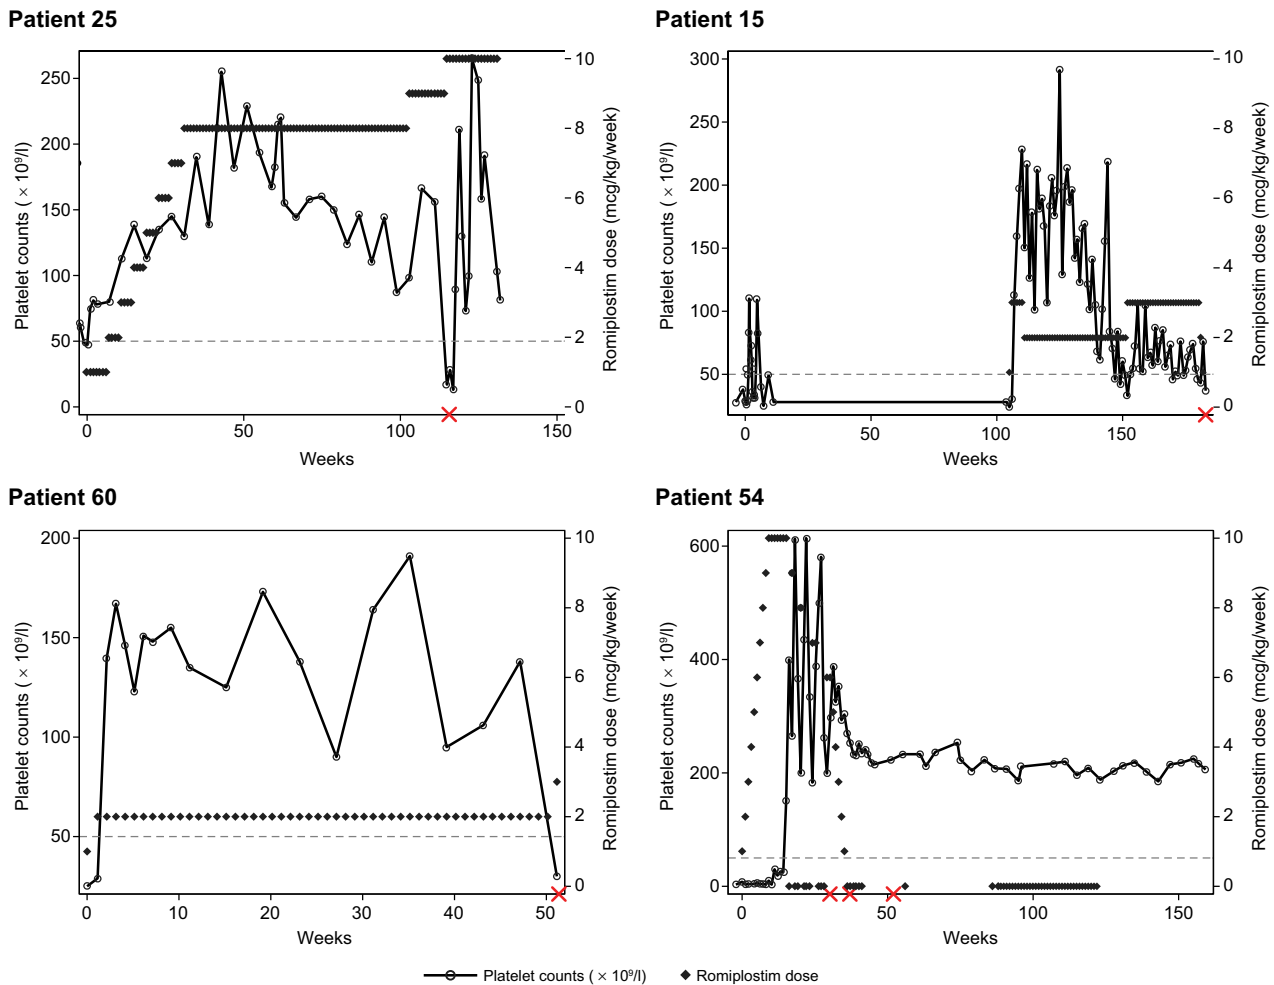 Patient 25
Patient 15
250
200
150
100
50
0
Platelet counts ( × 10⁹/l)
10
8
6
4
2
0
Romiplostim dose (mcg/kg/week)
0 50 100 150
Weeks
300
250
200
150
100
50
Platelet counts ( × 10⁹/l)
10
8
6
4
2
0
Romiplostim dose (mcg/kg/week)
0 50 100 150
Weeks
Patient 60
Patient 54
200
150
100
50
Platelet counts ( × 10⁹/l)
10
8
6
4
2
0
Romiplostim dose (mcg/kg/week)
0 10 20 30 40 50
Weeks
600
400
200
0
Platelet counts ( × 10⁹/l)
10
8
6
4
2
0
Romiplostim dose (mcg/kg/week)
0 50 100 150
Weeks
Platelet counts ( × 10⁹/l)
Romiplostim dose